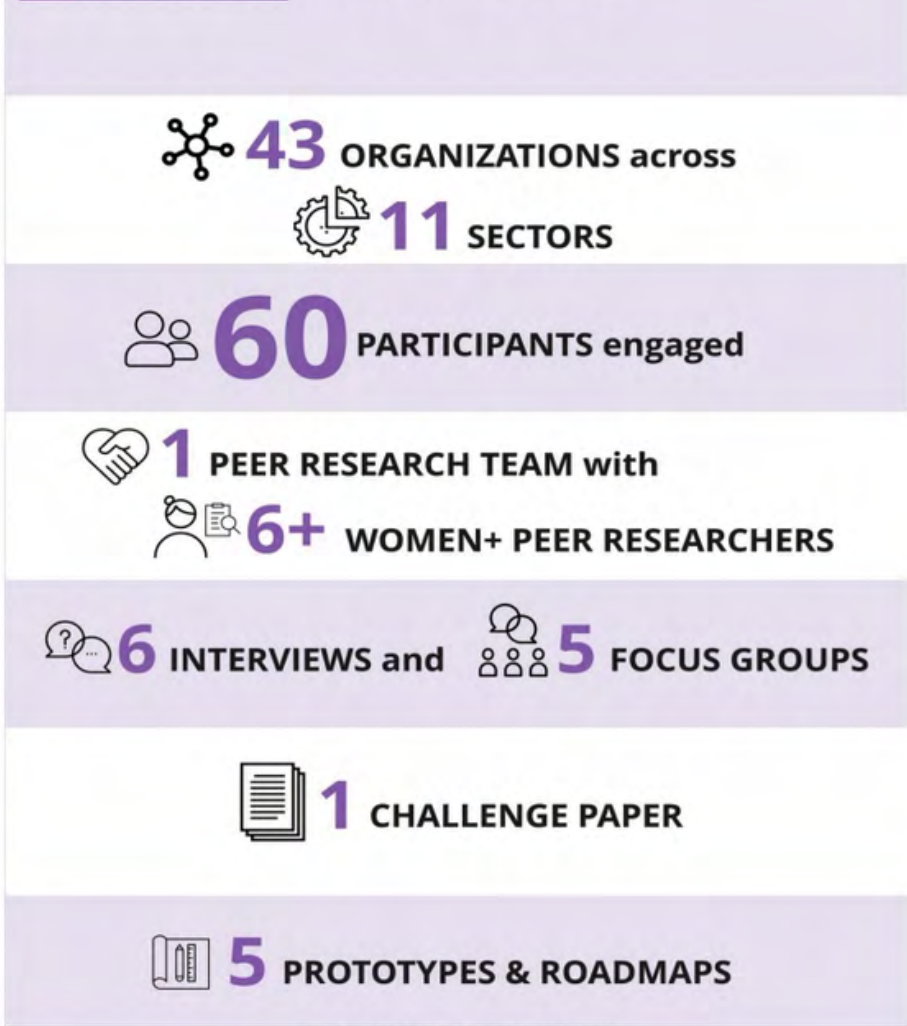 43 ORGANIZATIONS across
11 SECTORS
60 PARTICIPANTS engaged
1 PEER RESEARCH TEAM with
6+ WOMEN+ PEER RESEARCHERS
6 INTERVIEWS and 5 FOCUS GROUPS
1 CHALLENGE PAPER
5 PROTOTYPES & ROADMAPS